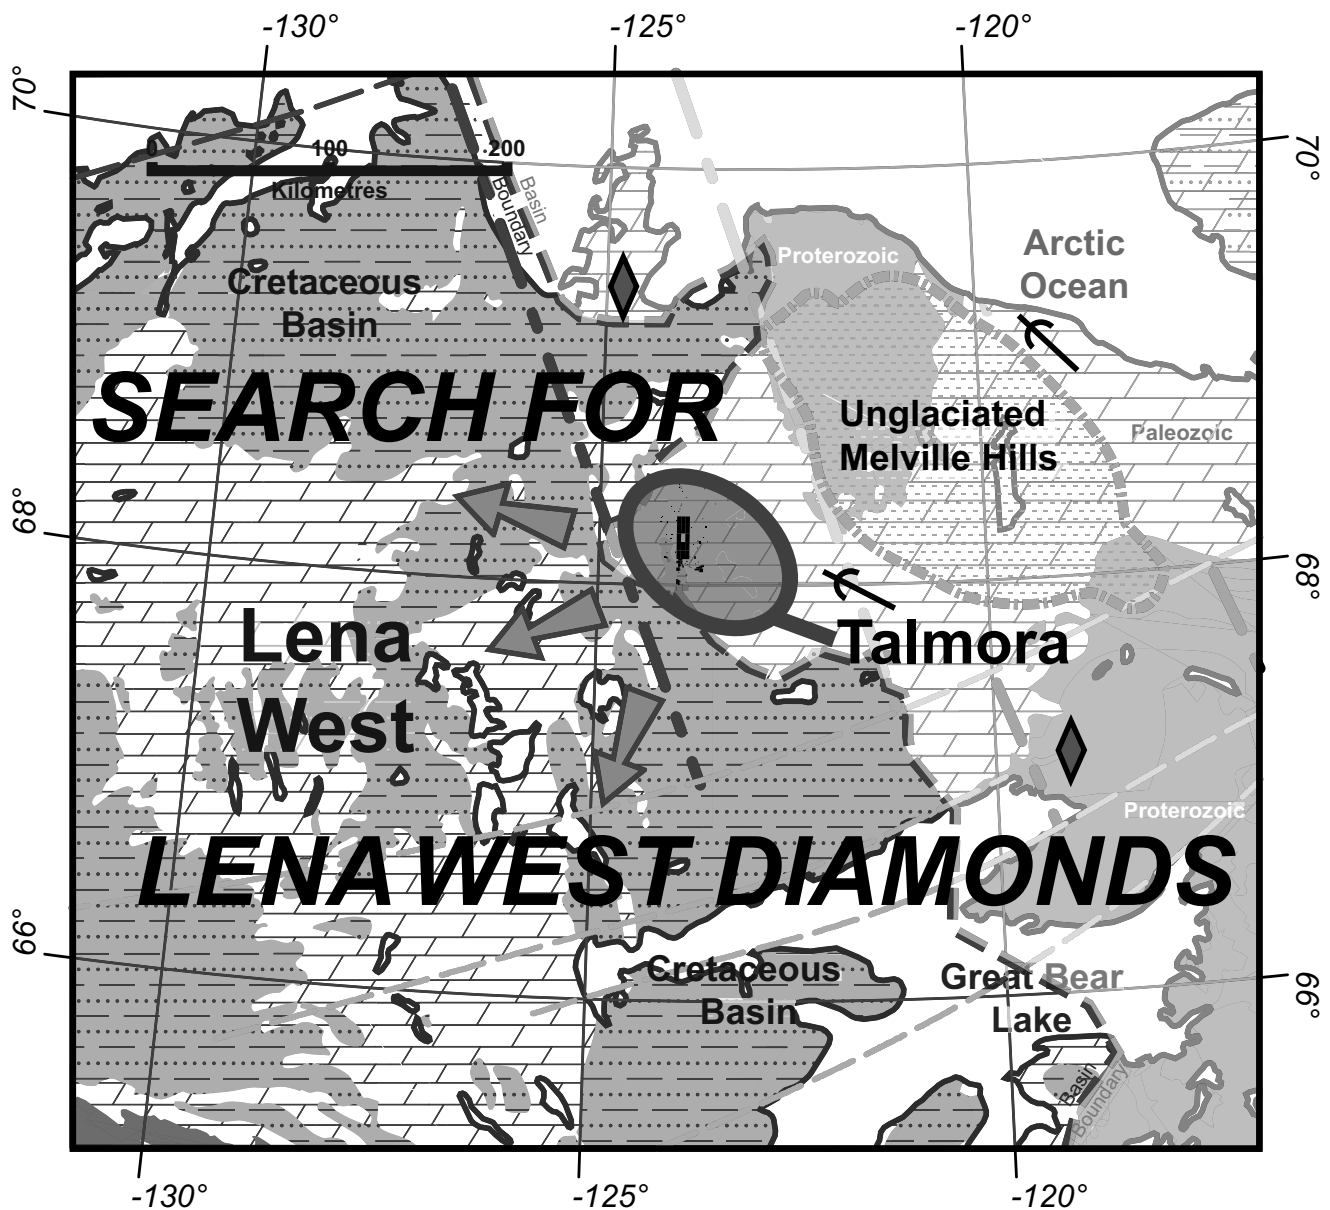 -130°
-125°
-120°
70°
70°
0
100
200
Kilometres
Basin
Boundary
Arctic
Ocean
Proterozoic
Cretaceous
Basin
SEARCH FOR
Unglaciated
Melville Hills
Paleozoic
68°
68°
Lena
West
Talmora
Proterozoic
LENA WEST DIAMONDS
66°
66°
Cretaceous
Basin
Great Bear
Lake
Basin
Boundary
-130°
-125°
-120°